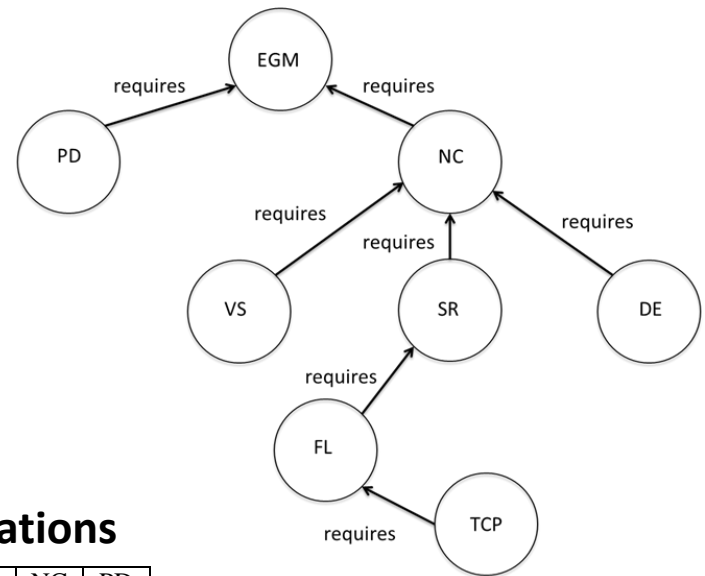 EGM
requires
requires
PD
NC
requires
requires
requires
VS
SR
DE
requires
FL
TCP
requires
ations
NC PD